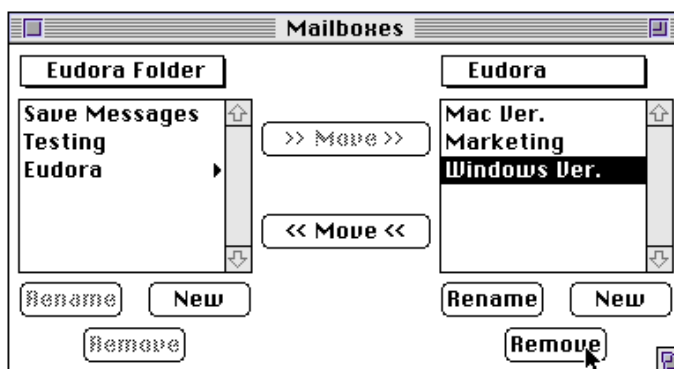 Mailboxes
Eudora Folder
Save Messages
Testing
Eudora
Rename
New
Remove
>> Move >>
<< Move <<
Eudora
Mac Ver.
Marketing
Windows Ver.
Rename
New
Remove